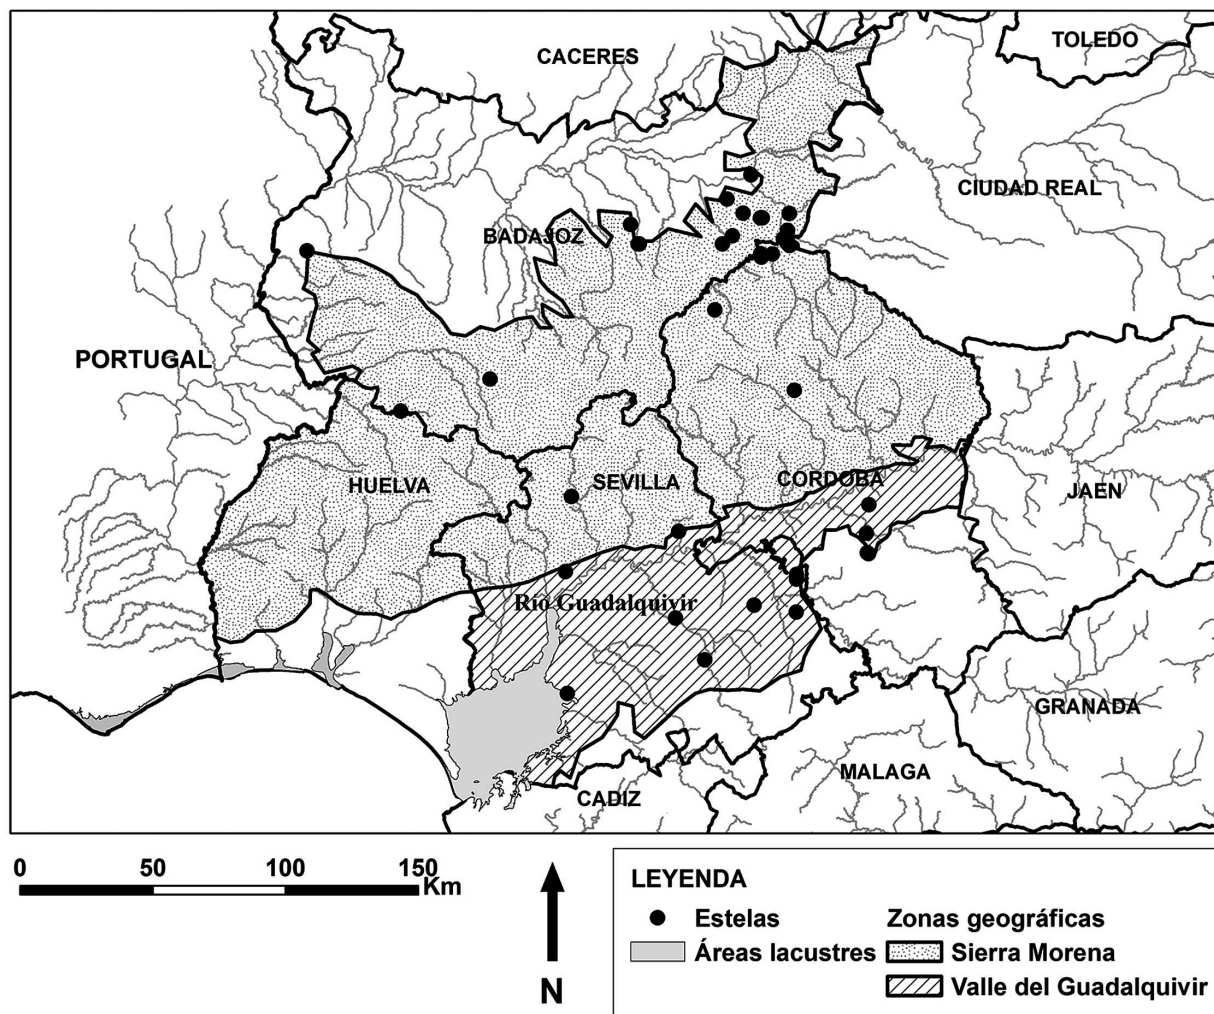 TOLEDO
CACERES
CIUDAD REAL
BADAJOZ
PORTUGAL
CORDOBA
SEVILLA
HUELVA
JAEN
Río Guadalquivir
GRANADA
MALAGA
CADIZ
0 50 100 150
Km
N
LEYENDA
Estelas
Áreas lacustres
Zonas geográficas
Sierra Morena
Valle del Guadalquivir